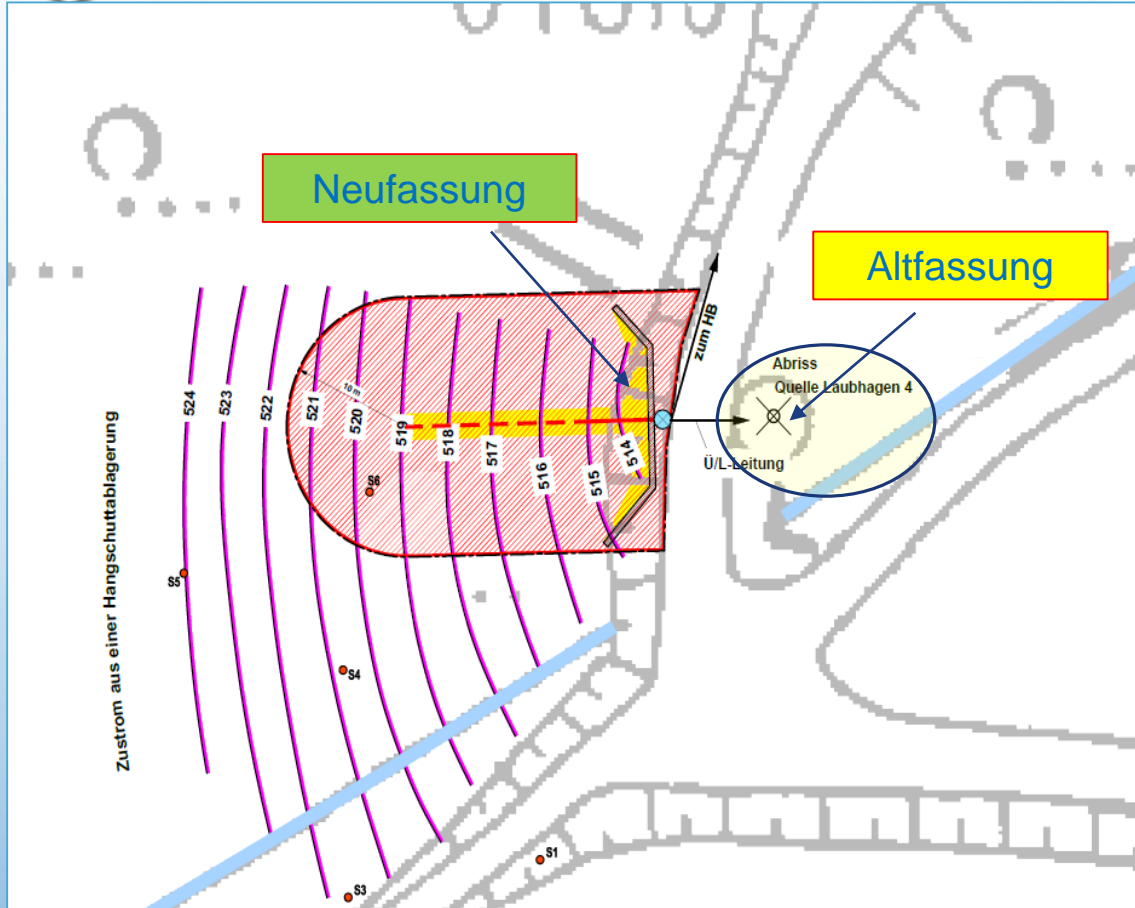 Neufassung
Altfassung
zum HB
Abriss
Quelle Laubhagen 4
Ü/L-Leitung
10 m
524
523
522
521
520
519
518
517
516
515
514
S6
S5
S4
S3
S1
Zustrom aus einer Hangschuttablagerung